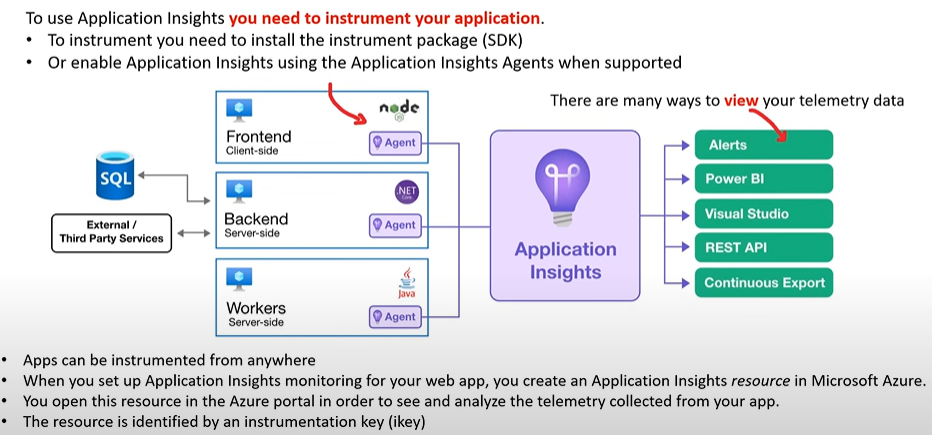 To use Application Insights you need to instrument your application.
• To instrument you need to install the instrument package (SDK)
• Or enable Application Insights using the Application Insights Agents when supported
There are many ways to view your telemetry data
node
Frontend
Client-side
Agent
SQL
External /
Third Party Services
.NET
Core
Backend
Server-side
Agent
Java
Workers
Server-side
Agent
Application
Insights
Alerts
Power BI
Visual Studio
REST API
Continuous Export
• Apps can be instrumented from anywhere
• When you set up Application Insights monitoring for your web app, you create an Application Insights resource in Microsoft Azure.
• You open this resource in the Azure portal in order to see and analyze the telemetry collected from your app.
• The resource is identified by an instrumentation key (ikey)